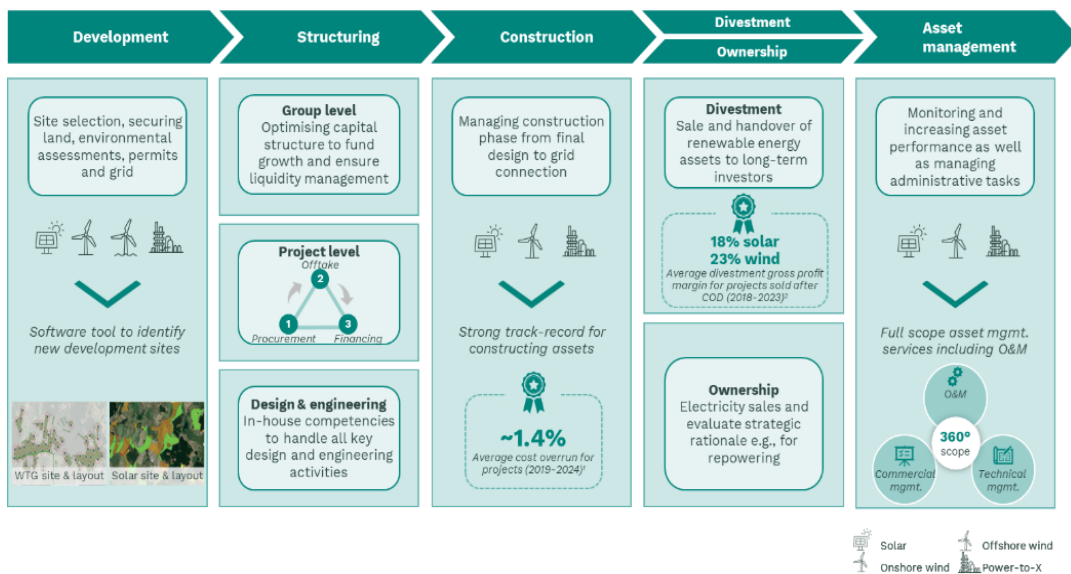 Development
Structuring
Construction
Divestment
Ownership
Asset
management
Site selection, securing
land, environmental
assessments, permits
and grid
Software tool to identify
new development sites
WTG site & layout
Solar site & layout
Group level
Optimising capital
structure to fund
growth and ensure
liquidity management
Project level
Offtake
2
1
3
Procurement
Financing
Design & engineering
In-house competencies
to handle all key
design and engineering
activities
Managing construction
phase from final
design to grid
connection
Strong track-record for
constructing assets
~1.4%
Average cost overrun for
projects (2019-2024)¹
Divestment
Sale and handover of
renewable energy
assets to long-term
investors
18% solar
23% wind
Average divestment gross profit
margin for projects sold after
COD (2018-2023)²
Ownership
Electricity sales and
evaluate strategic
rationale e.g., for
repowering
Monitoring and
increasing asset
performance as well
as managing
administrative tasks
Full scope asset mgmt.
services including O&M
O&M
360°
scope
Commercial
mgmt.
Technical
mgmt.
Solar
Offshore wind
Onshore wind
Power-to-X